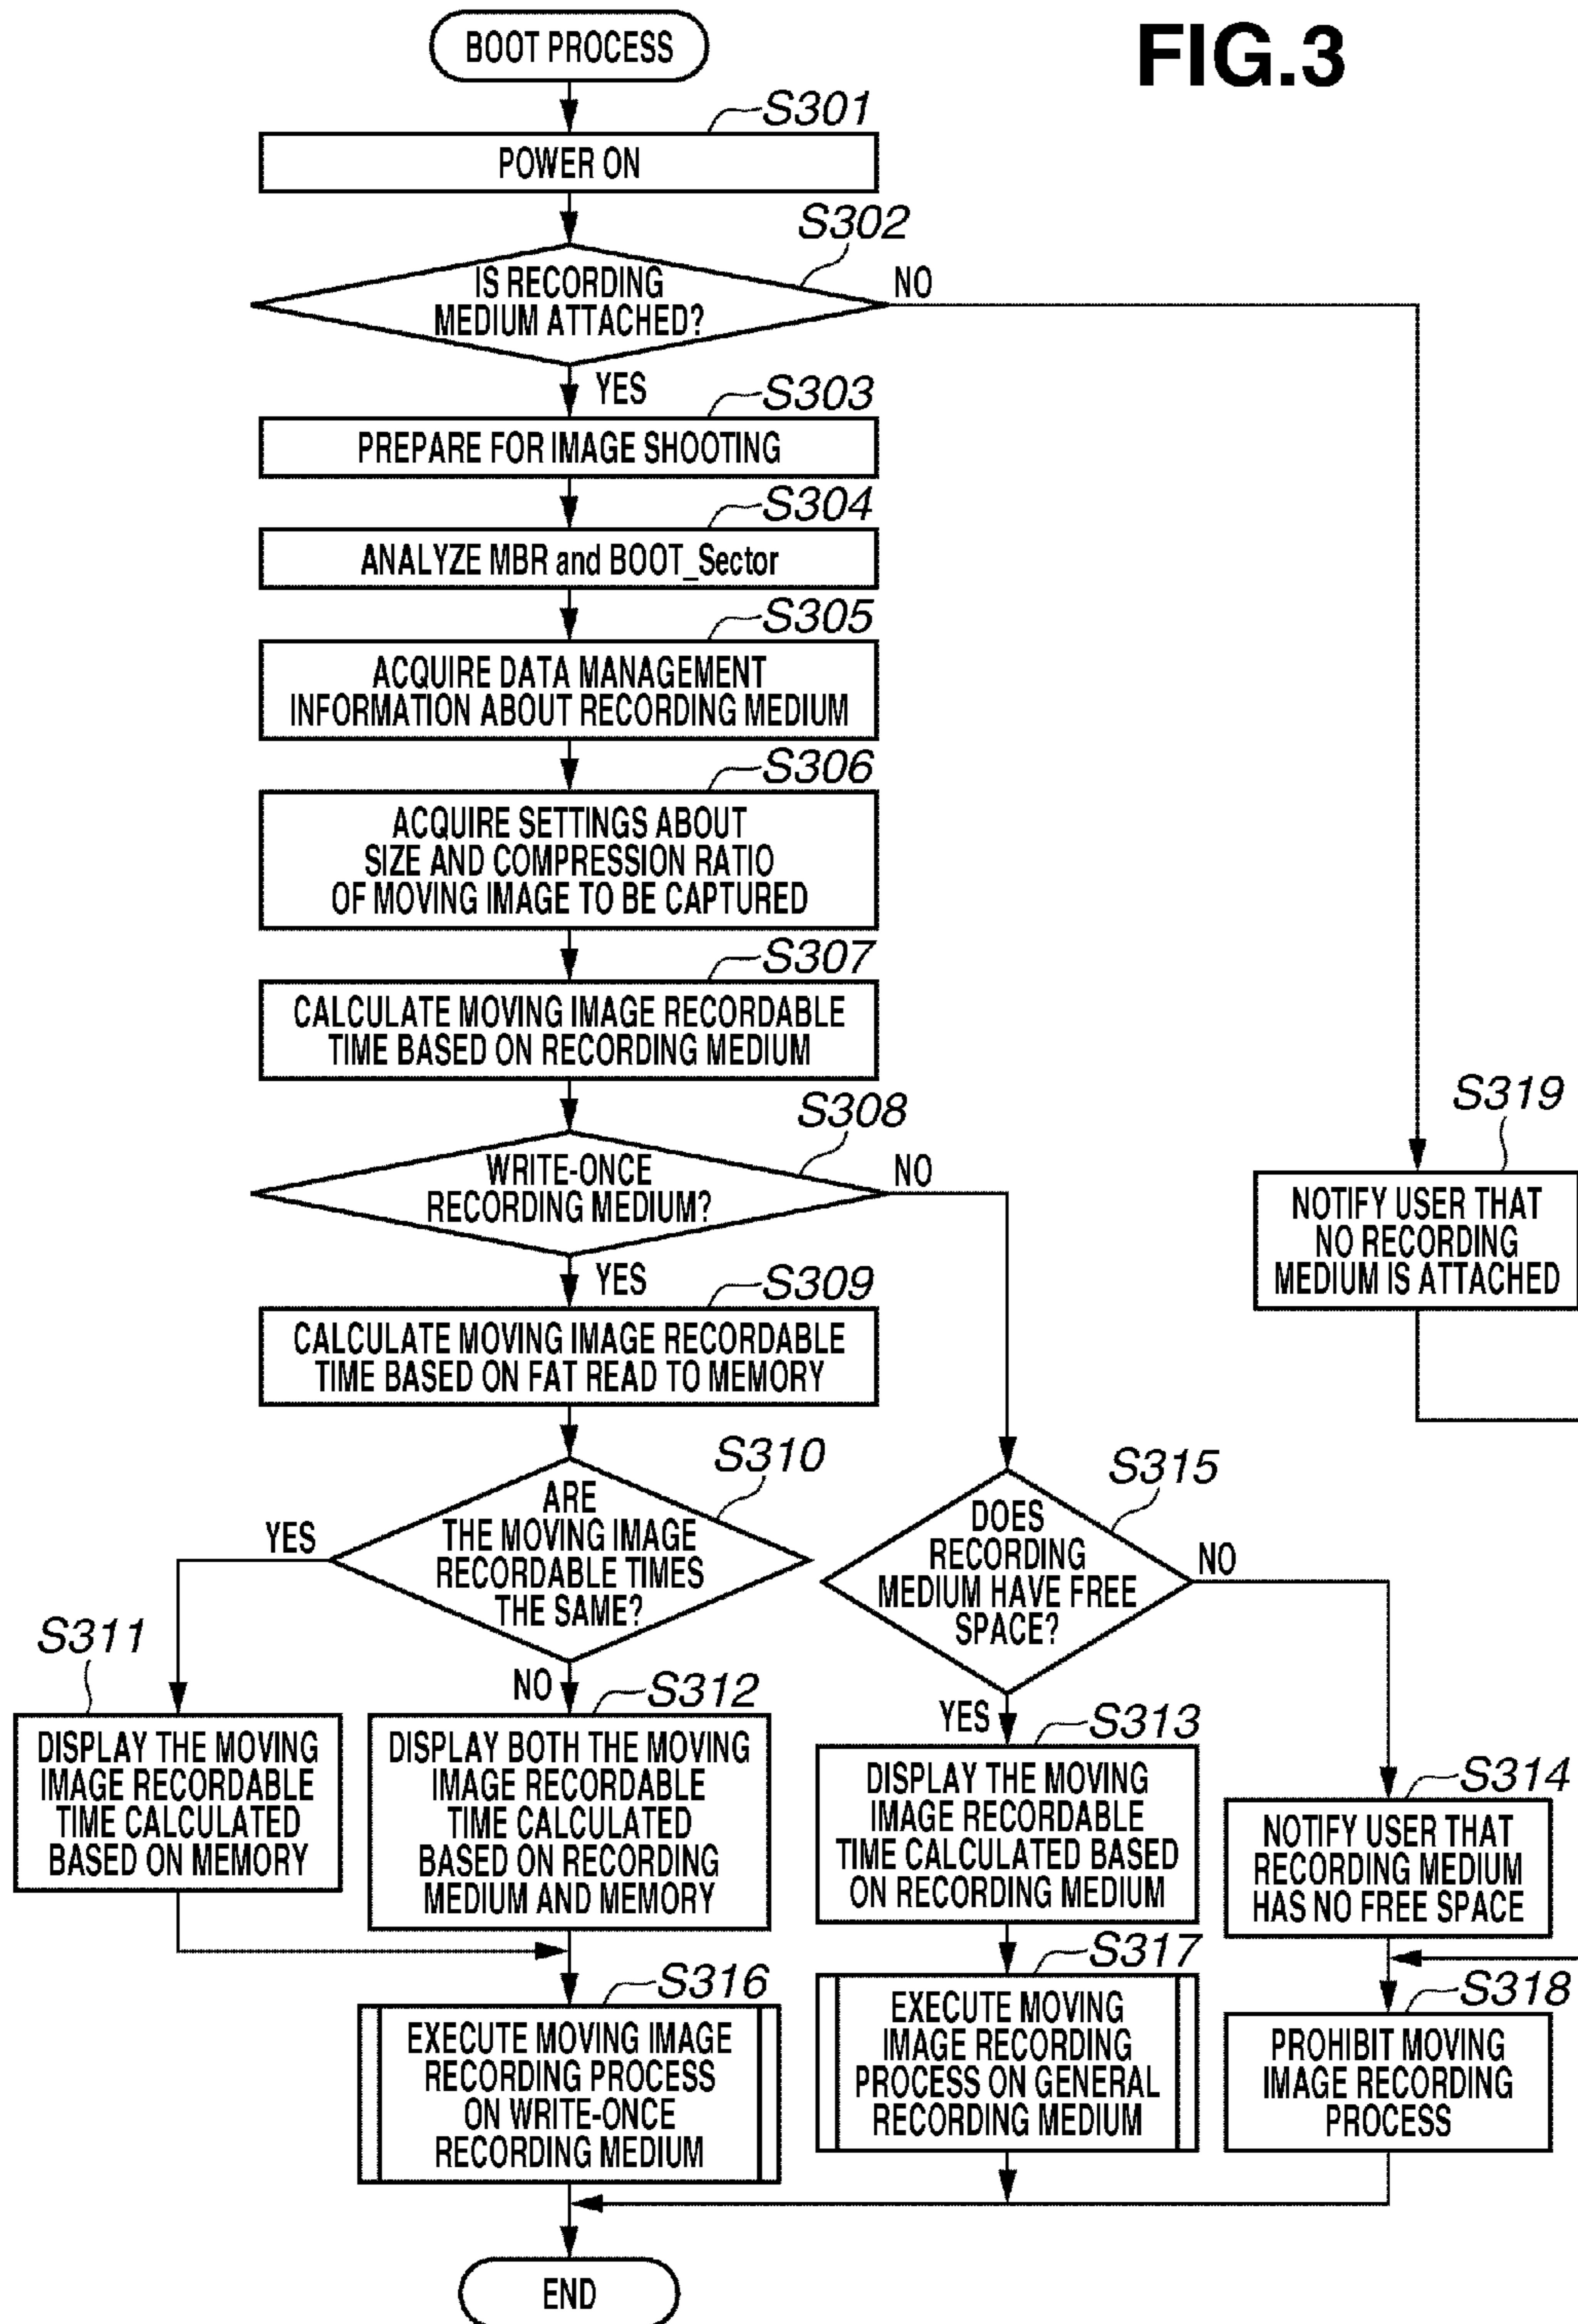 FIG.3
BOOT PROCESS
S301
POWER ON
S302
IS RECORDING
MEDIUM ATTACHED?
NO
YES
S303
PREPARE FOR IMAGE SHOOTING
S304
ANALYZE MBR and BOOT_Sector
S305
ACQUIRE DATA MANAGEMENT
INFORMATION ABOUT RECORDING MEDIUM
S306
ACQUIRE SETTINGS ABOUT
SIZE AND COMPRESSION RATIO
OF MOVING IMAGE TO BE CAPTURED
S307
CALCULATE MOVING IMAGE RECORDABLE
TIME BASED ON RECORDING MEDIUM
S308
WRITE-ONCE
RECORDING MEDIUM?
NO
YES
S319
NOTIFY USER THAT
NO RECORDING
MEDIUM IS ATTACHED
S309
CALCULATE MOVING IMAGE RECORDABLE
TIME BASED ON FAT READ TO MEMORY
S310
ARE
THE MOVING IMAGE
RECORDABLE TIMES
THE SAME?
YES
NO
S315
DOES
RECORDING
MEDIUM HAVE FREE
SPACE?
NO
YES
S311
DISPLAY THE MOVING
IMAGE RECORDABLE
TIME CALCULATED
BASED ON MEMORY
S312
DISPLAY BOTH THE MOVING
IMAGE RECORDABLE
TIME CALCULATED
BASED ON RECORDING
MEDIUM AND MEMORY
S313
DISPLAY THE MOVING
IMAGE RECORDABLE
TIME CALCULATED BASED
ON RECORDING MEDIUM
S314
NOTIFY USER THAT
RECORDING MEDIUM
HAS NO FREE SPACE
S316
EXECUTE MOVING IMAGE
RECORDING PROCESS
ON WRITE-ONCE
RECORDING MEDIUM
S317
EXECUTE MOVING
IMAGE RECORDING
PROCESS ON GENERAL
RECORDING MEDIUM
S318
PROHIBIT MOVING
IMAGE RECORDING
PROCESS
END